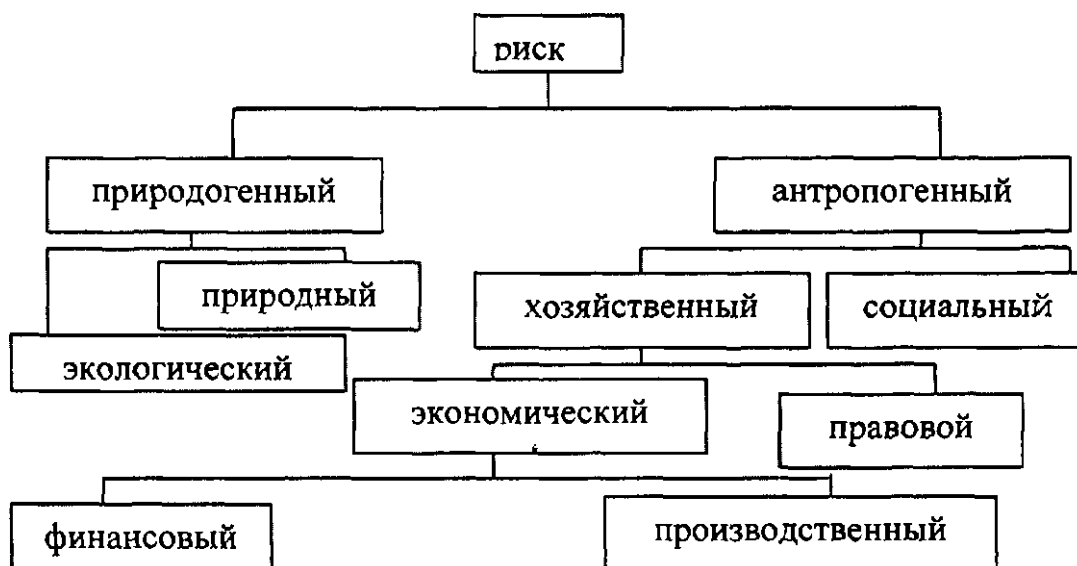 риск
природогенный
антропогенный
природный
хозяйственный
социальный
экологический
экономический
правовой
финансовый
производственный